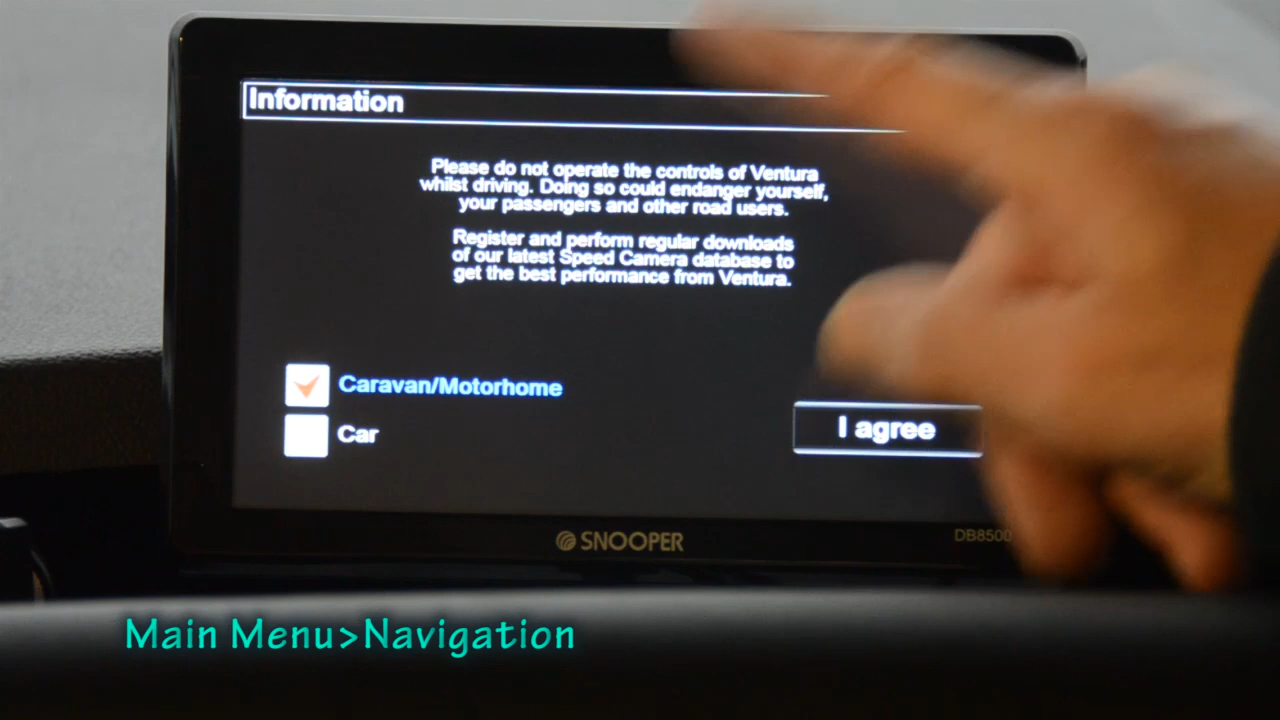 Information
Please do not operate the controls of Ventura
whilst driving. Doing so could endanger yourself,
your passengers and other road users.
Register and perform regular downloads
of our latest Speed Camera database to
get the best performance from Ventura.
Caravan/Motorhome
Car
I agree
SNOOPER
DB8500
Main Menu>Navigation